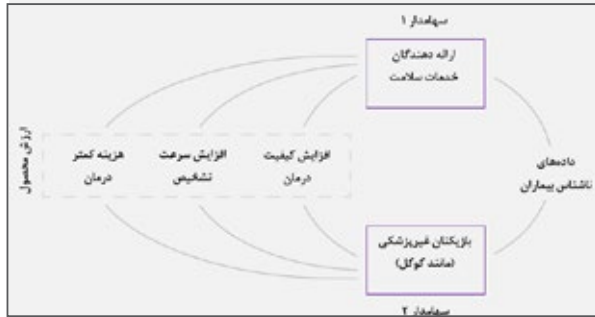 سهامدار ۱
ارائه دهندگان
خدمات سلامت
داده‌های
ناشناس بیماران
افزایش کیفیت
درمان
افزایش سرعت
تشخیص
هزینه کمتر
درمان
ارزش محصول
بازیکنان غیرپزشکی
(مانند گوگل)
سهامدار ۲